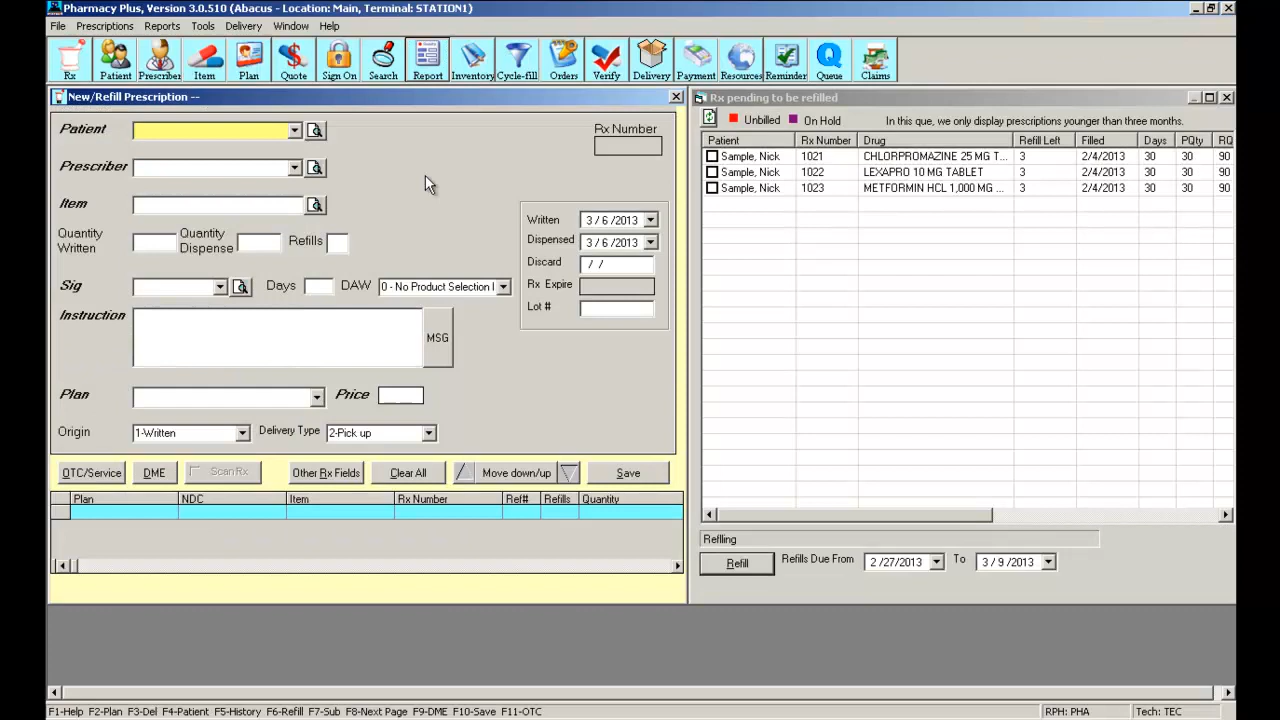 Pharmacy Plus, Version 3.0.510 (Abacus - Location: Main, Terminal: STATION1)
File Prescriptions Reports Tools Delivery Window Help
Rx Patient Prescriber Item Plan Quote Sign On Search Report Inventory Cycle-fill Orders Verify Delivery Payment Resources Reminder Queue Claims
New/Refill Prescription --
Patient
Rx Number
Prescriber
Item
Quantity Written
Quantity Dispense
Refills
Written 3 / 6 /2013
Dispensed 3 / 6 /2013
Discard / /
Rx Expire
Lot #
Sig Days DAW 0 - No Product Selection I
Instruction
MSG
Plan Price
Origin 1-Written Delivery Type 2-Pick up
OTC/Service DME Scan Rx Other Rx Fields Clear All Move down/up Save
Plan NDC Item Rx Number Ref# Refills Quantity
Rx pending to be refilled
Unbilled On Hold In this que, we only display prescriptions younger than three months.
Patient Rx Number Drug Refill Left Filled Days PQty RQ
Sample, Nick 1021 CHLORPROMAZINE 25 MG T... 3 2/4/2013 30 30 90
Sample, Nick 1022 LEXAPRO 10 MG TABLET 3 2/4/2013 30 30 90
Sample, Nick 1023 METFORMIN HCL 1,000 MG ... 3 2/4/2013 30 30 90
Reflling
Refill Refills Due From 2 /27/2013 To 3 / 9 /2013
F1-Help F2-Plan F3-Del F4-Patient F5-History F6-Refill F7-Sub F8-Next Page F9-DME F10-Save F11-OTC
RPH: PHA Tech: TEC